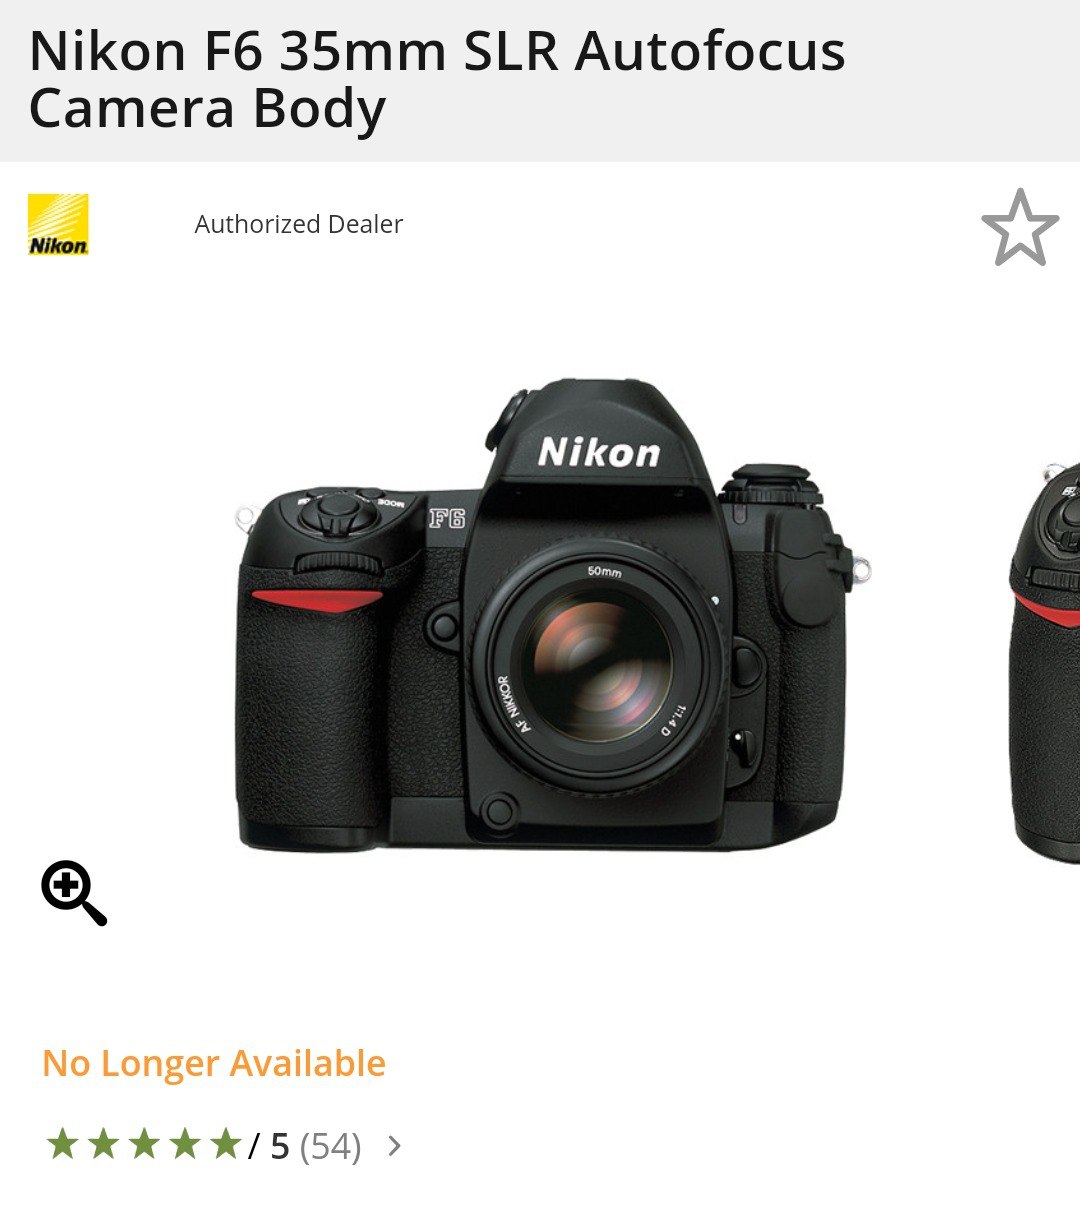 Nikon F6 35mm SLR Autofocus
Camera Body
Nikon
Authorized Dealer
Nikon
MODE
F6
50mm
AF NIKKOR
1:1.4 D
No Longer Available
/ 5 (54)